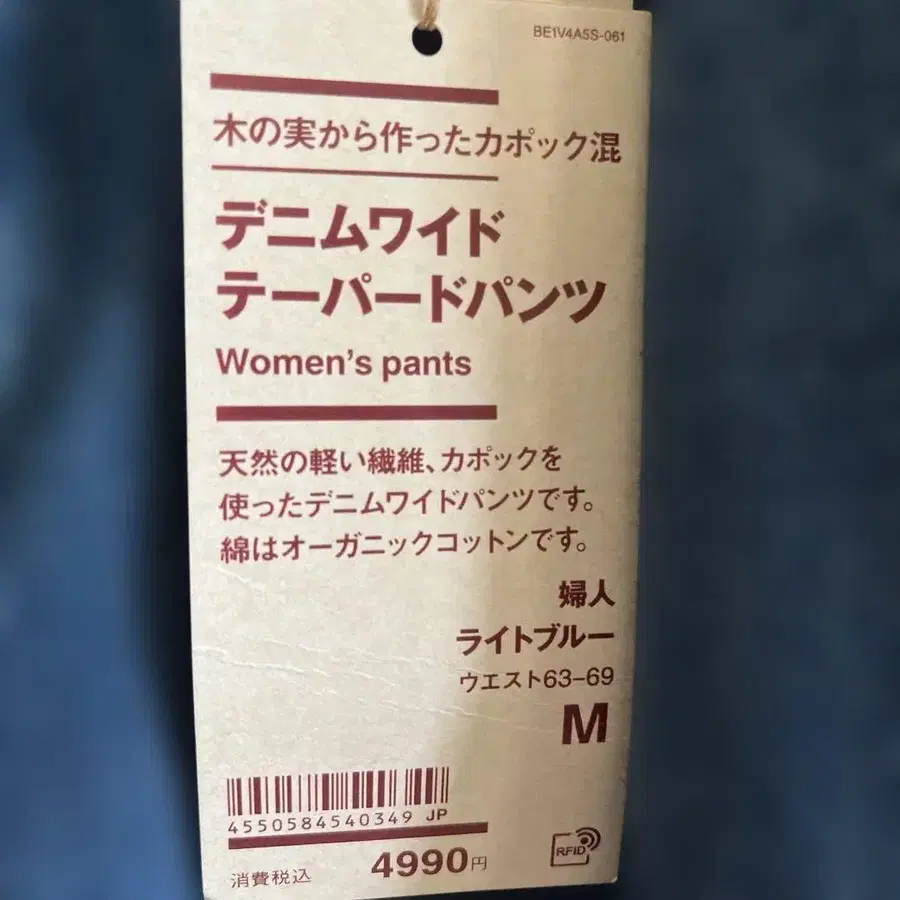 BE1V4A5S-061
木の実から作ったカポック混
デニムワイド
テーパードパンツ
Women's pants
天然の軽い繊維、カポックを
使ったデニムワイドパンツです。
綿はオーガニックコットンです。
婦人
ライトブルー
ウエスト63-69
M
4550584540349 JP
消費税込 4990円
RFID